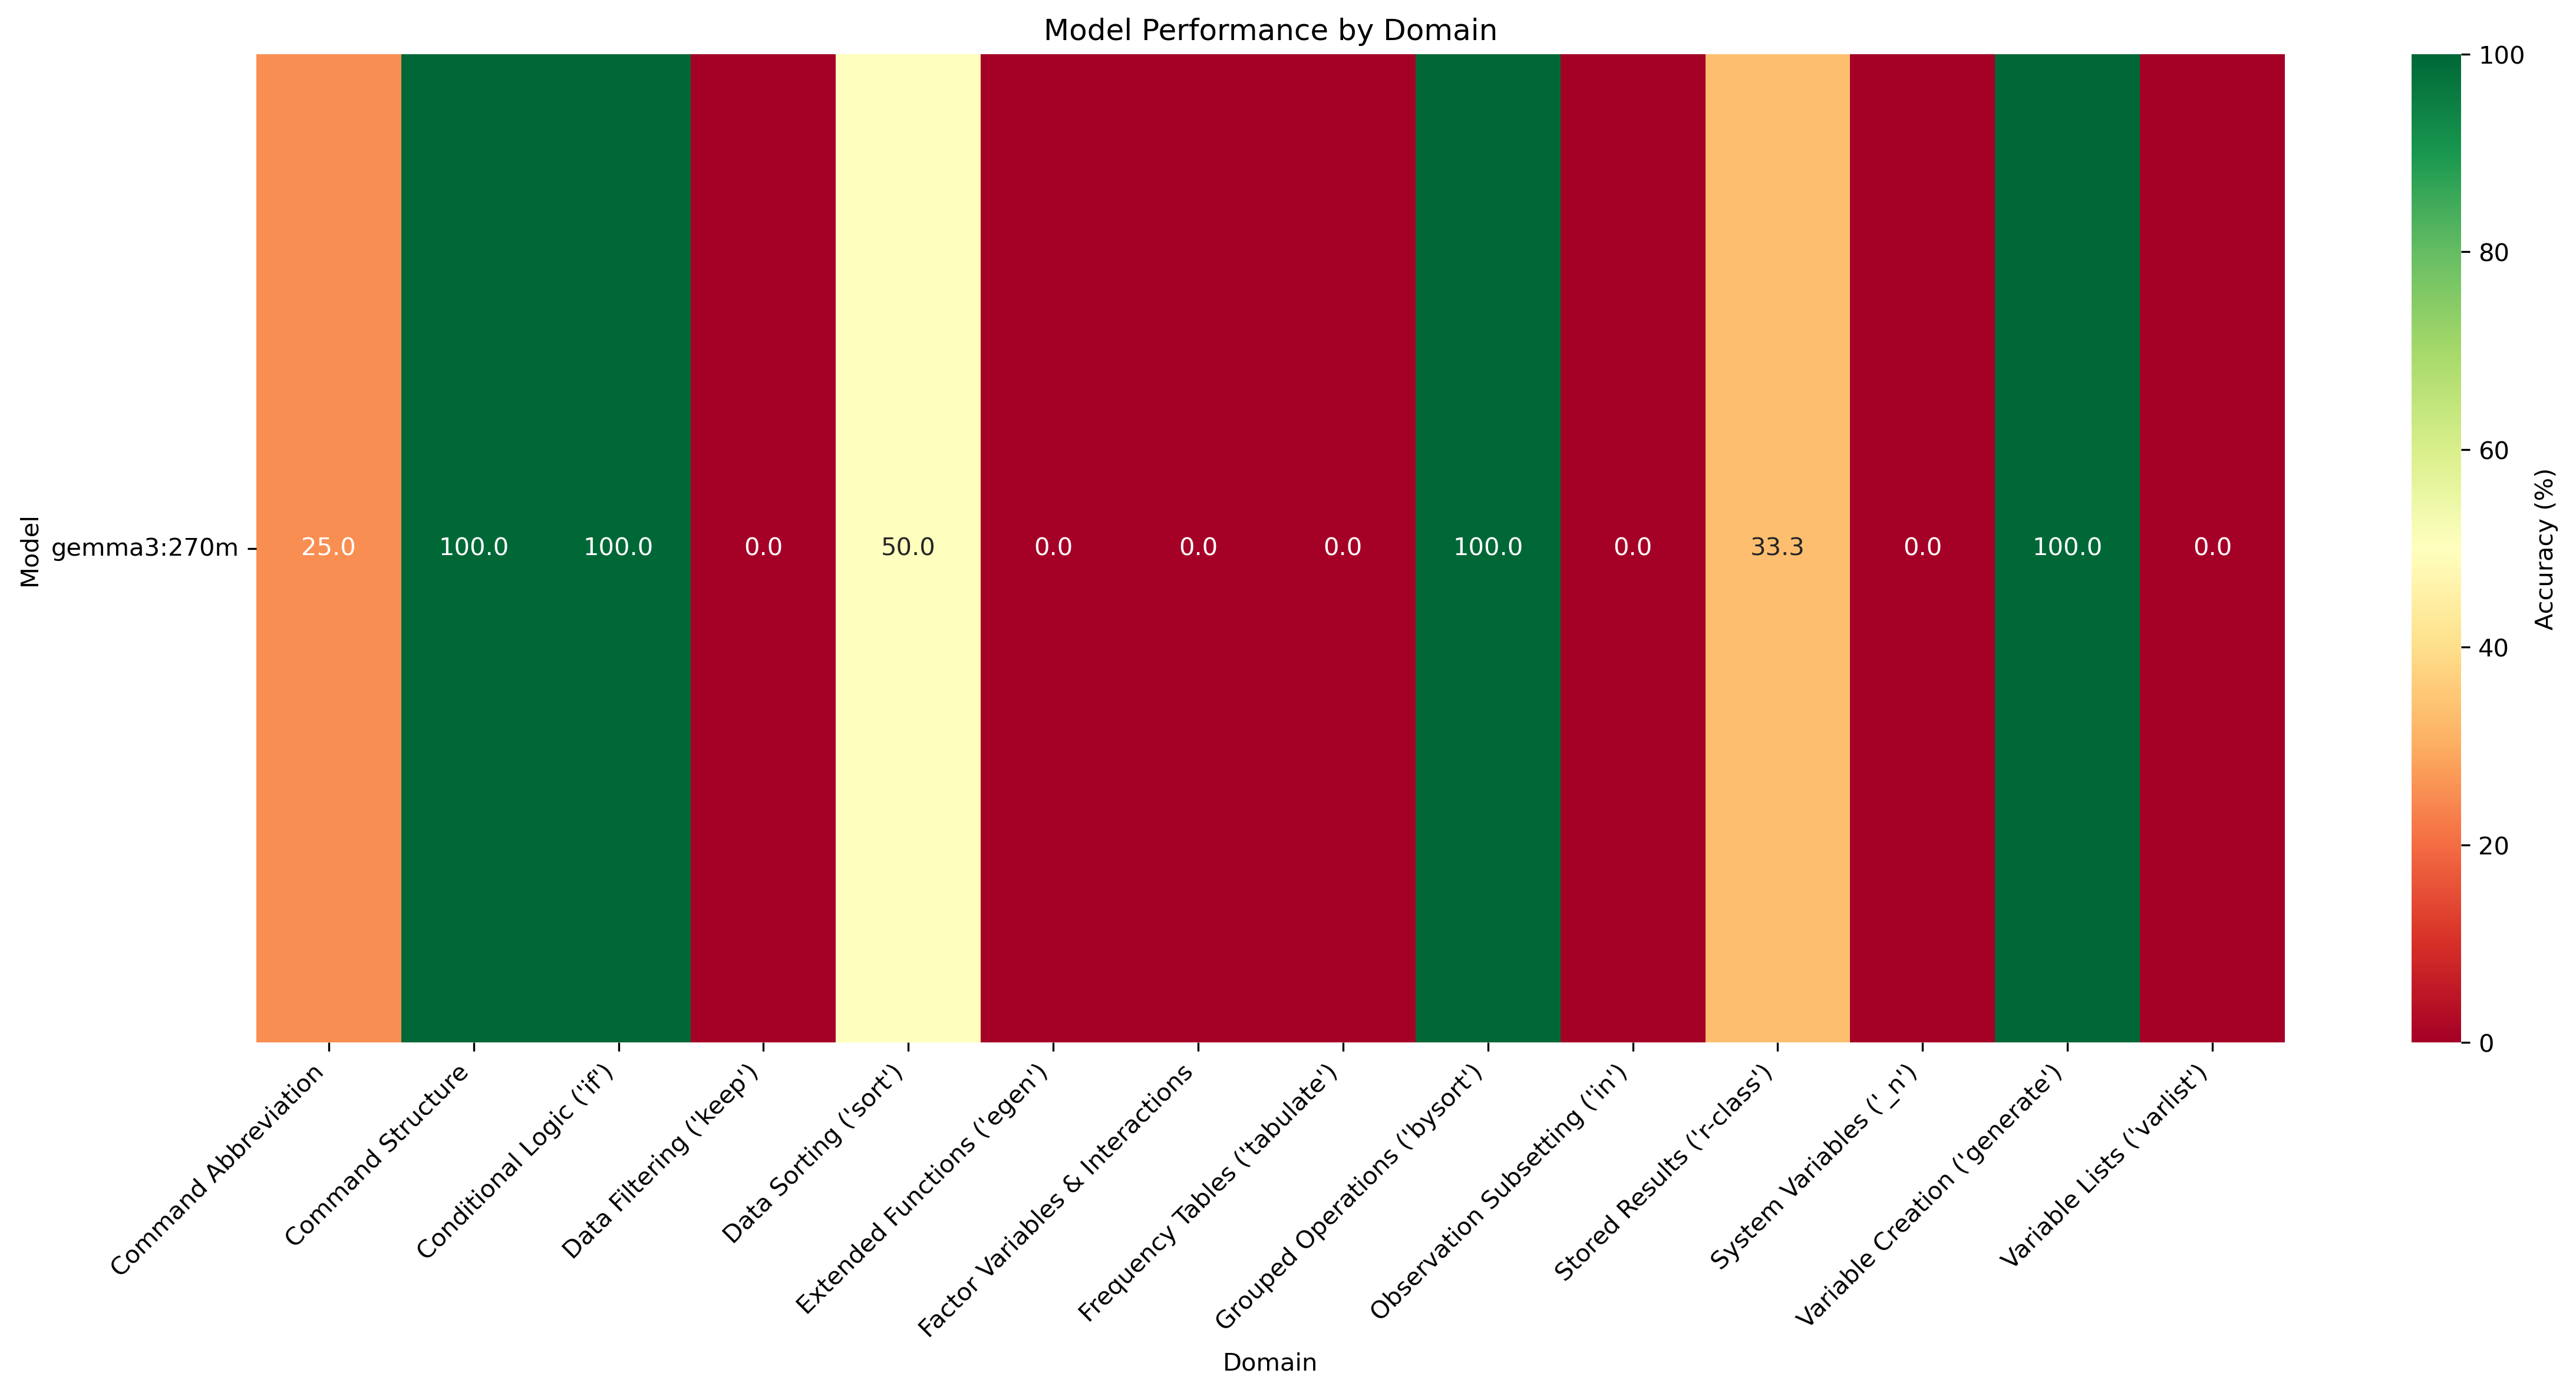 Model Performance by Domain
Model
gemma3:270m
25.0 100.0 100.0 0.0 50.0 0.0 0.0 0.0 100.0 0.0 33.3 0.0 100.0 0.0
Command Abbreviation
Command Structure
Conditional Logic ('if')
Data Filtering ('keep')
Data Sorting ('sort')
Extended Functions ('egen')
Factor Variables & Interactions
Frequency Tables ('tabulate')
Grouped Operations ('bysort')
Observation Subsetting ('in')
Stored Results ('r-class')
System Variables ('_n')
Variable Creation ('generate')
Variable Lists ('varlist')
Domain
100
80
60
40
20
0
Accuracy (%)